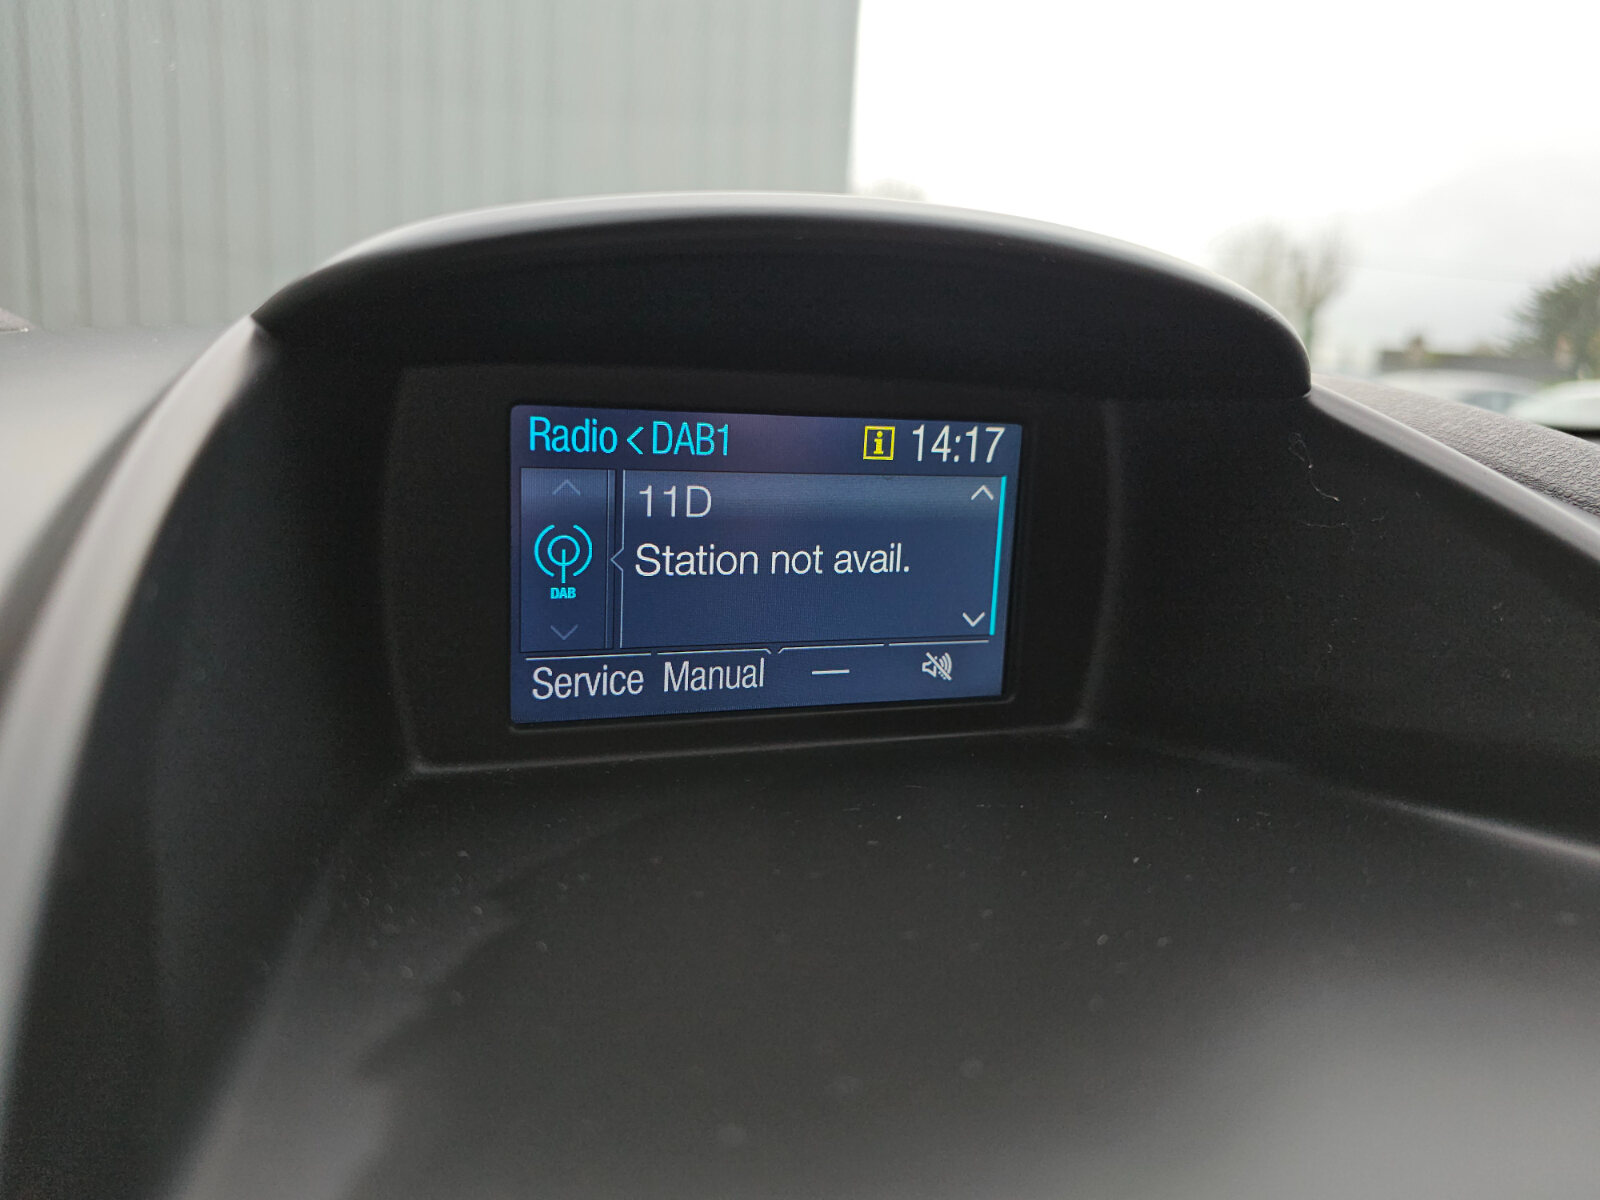 Radio < DAB1 i 14:17
11D
DAB
Station not avail.
Service Manual —